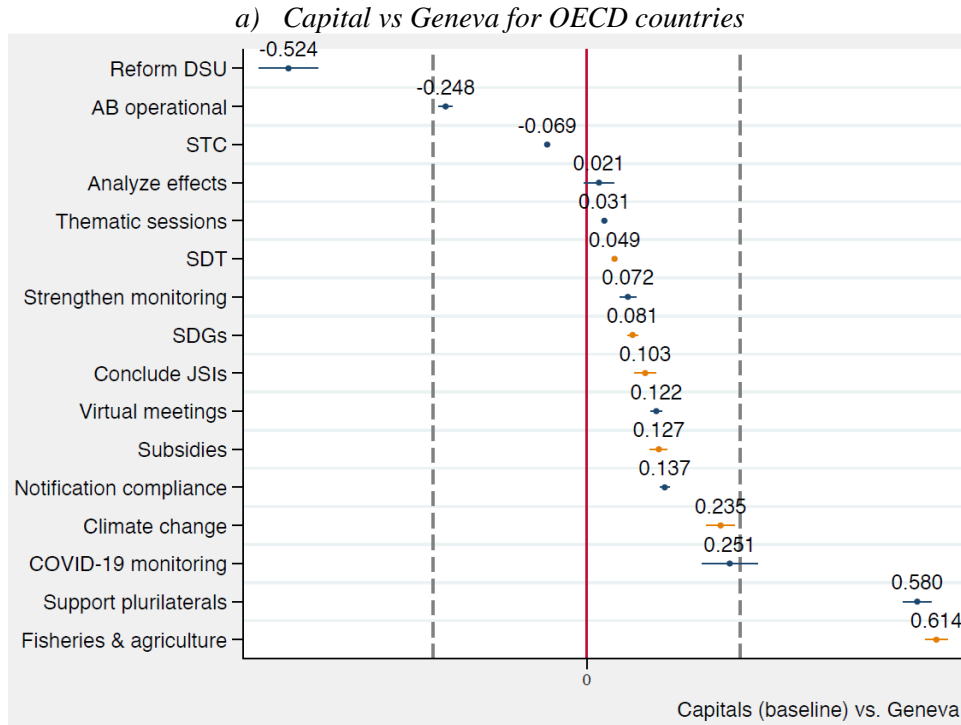 a) Capital vs Geneva for OECD countries
-0.524
Reform DSU
-0.248
AB operational
-0.069
STC
0.021
Analyze effects
0.031
Thematic sessions
0.049
SDT
0.072
Strengthen monitoring
0.081
SDGs
0.103
Conclude JSIs
0.122
Virtual meetings
0.127
Subsidies
0.137
Notification compliance
0.235
Climate change
0.251
COVID-19 monitoring
0.580
Support plurilaterals
0.614
Fisheries & agriculture
0
Capitals (baseline) vs. Geneva